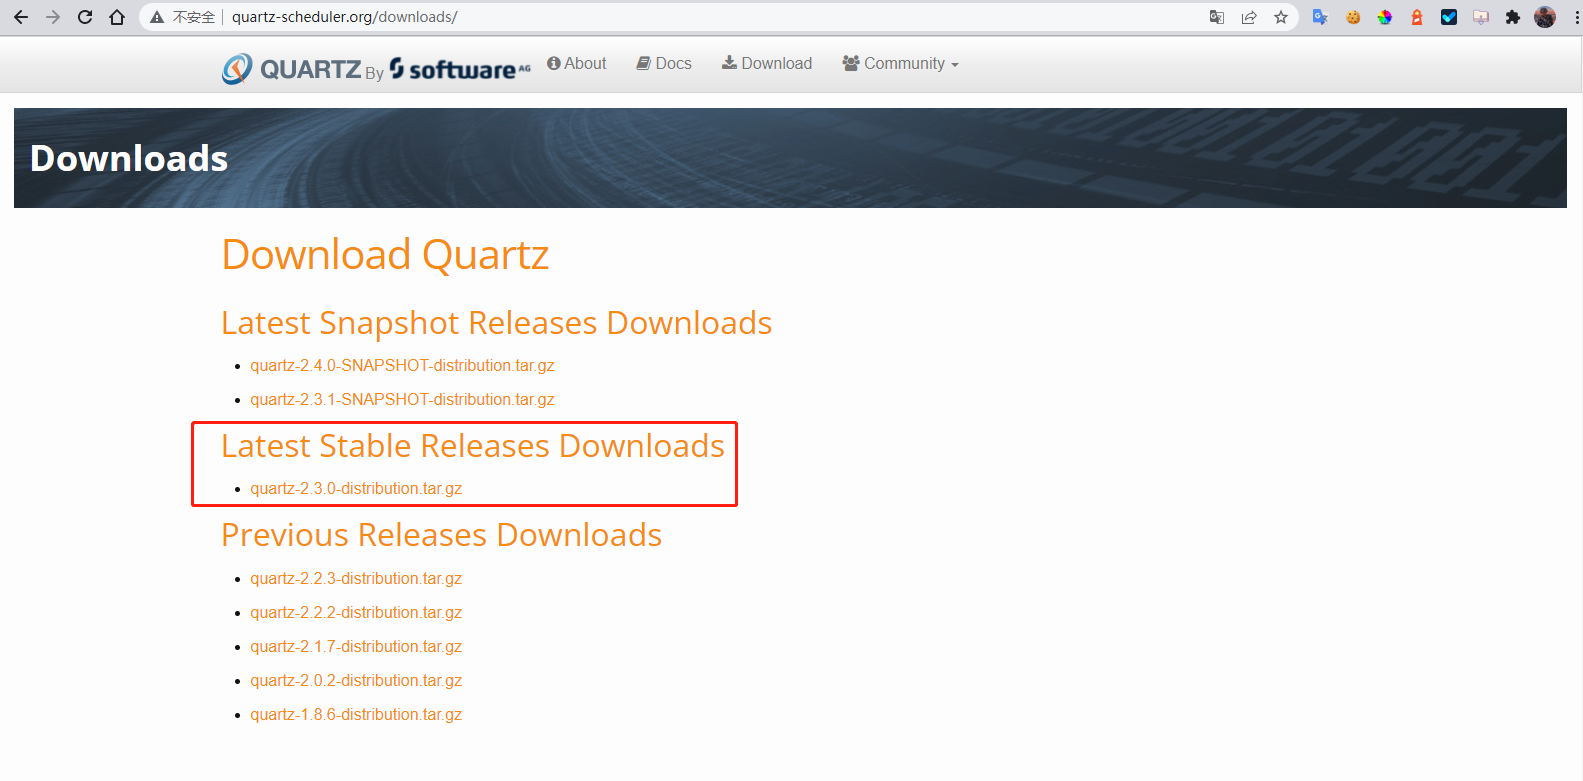 不安全 quartz-scheduler.org/downloads/
QUARTZ By software AG About Docs Download Community
Downloads
Download Quartz
Latest Snapshot Releases Downloads
quartz-2.4.0-SNAPSHOT-distribution.tar.gz
quartz-2.3.1-SNAPSHOT-distribution.tar.gz
Latest Stable Releases Downloads
quartz-2.3.0-distribution.tar.gz
Previous Releases Downloads
quartz-2.2.3-distribution.tar.gz
quartz-2.2.2-distribution.tar.gz
quartz-2.1.7-distribution.tar.gz
quartz-2.0.2-distribution.tar.gz
quartz-1.8.6-distribution.tar.gz